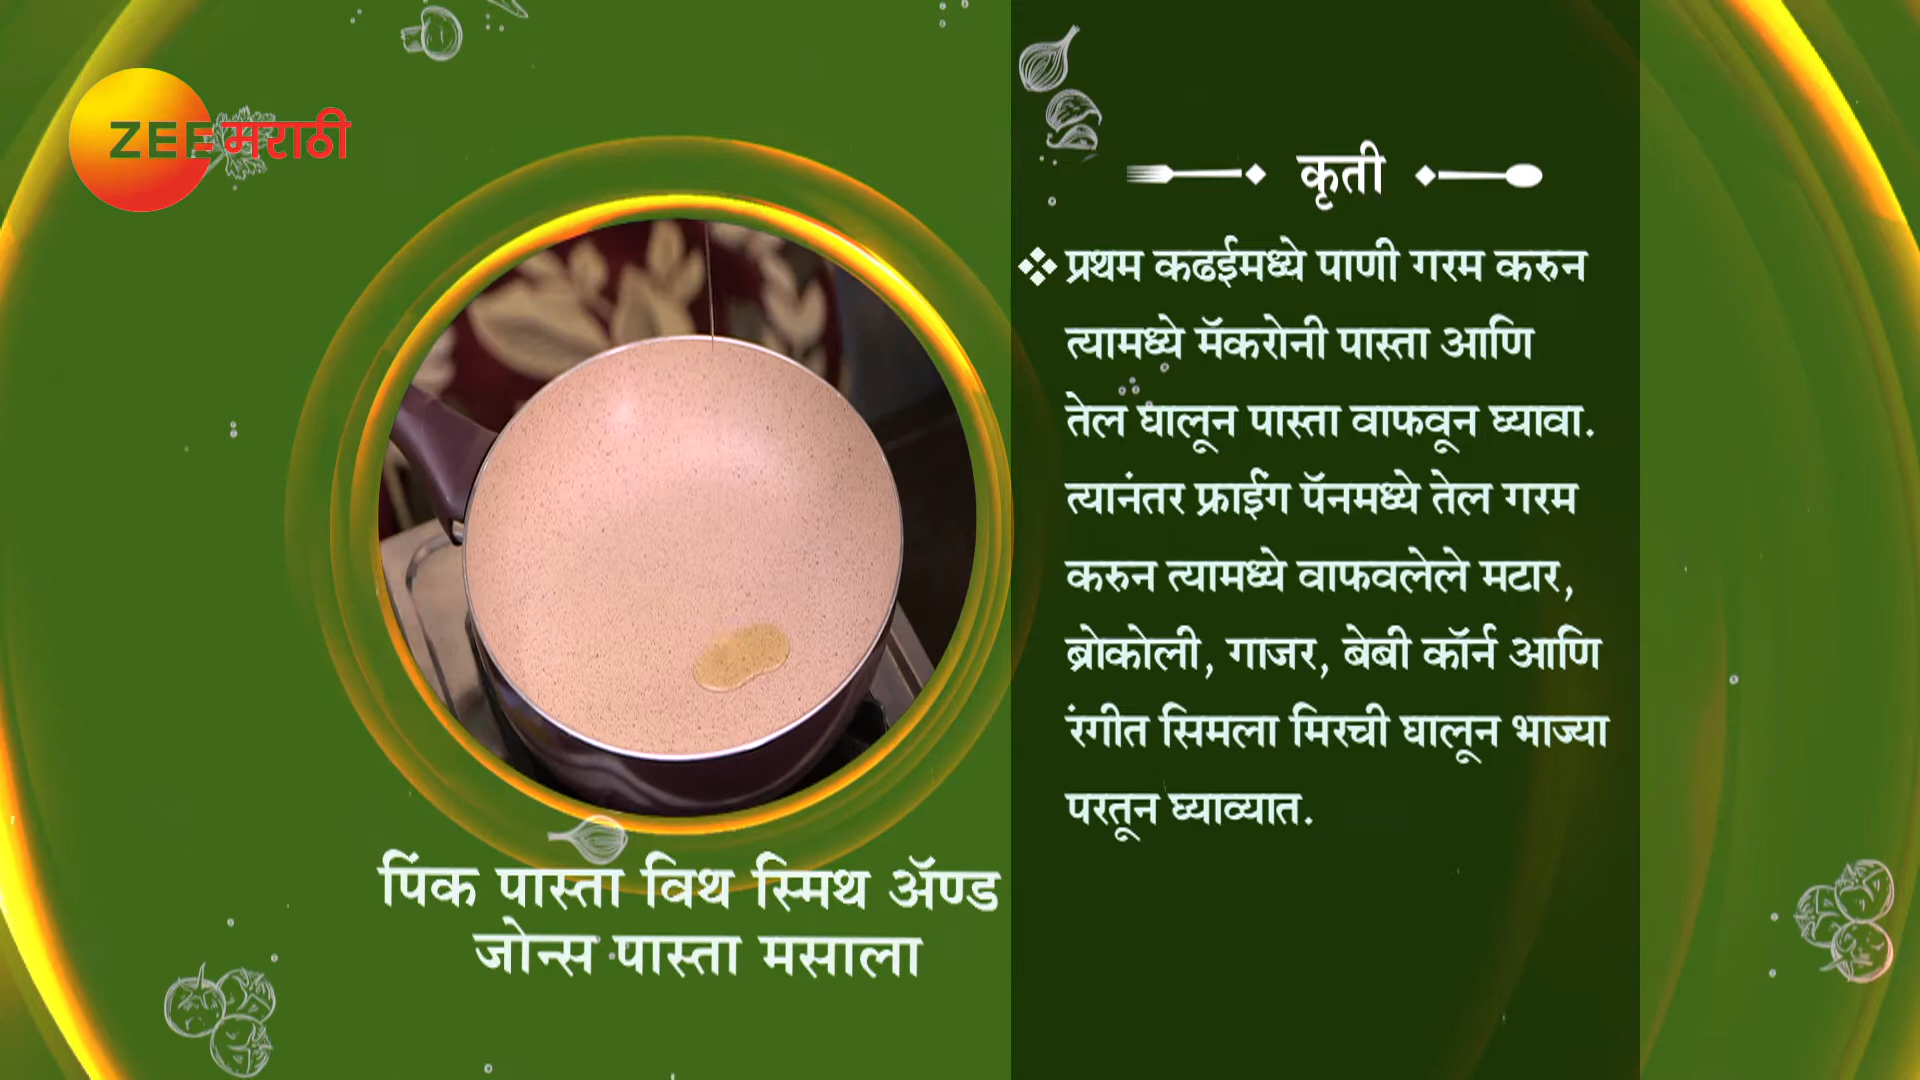 ZEE मराठी
कृती
प्रथम कढईमध्ये पाणी गरम करुन
त्यामध्ये मॅकरोनी पास्ता आणि
तेल घालून पास्ता वाफवून घ्यावा.
त्यानंतर फ्राईंग पॅनमध्ये तेल गरम
करुन त्यामध्ये वाफवलेले मटार,
ब्रोकोली, गाजर, बेबी कॉर्न आणि
रंगीत सिमला मिरची घालून भाज्या
परतून घ्याव्यात.
पिंक पास्ता विथ स्मिथ ॲण्ड
जोन्स पास्ता मसाला